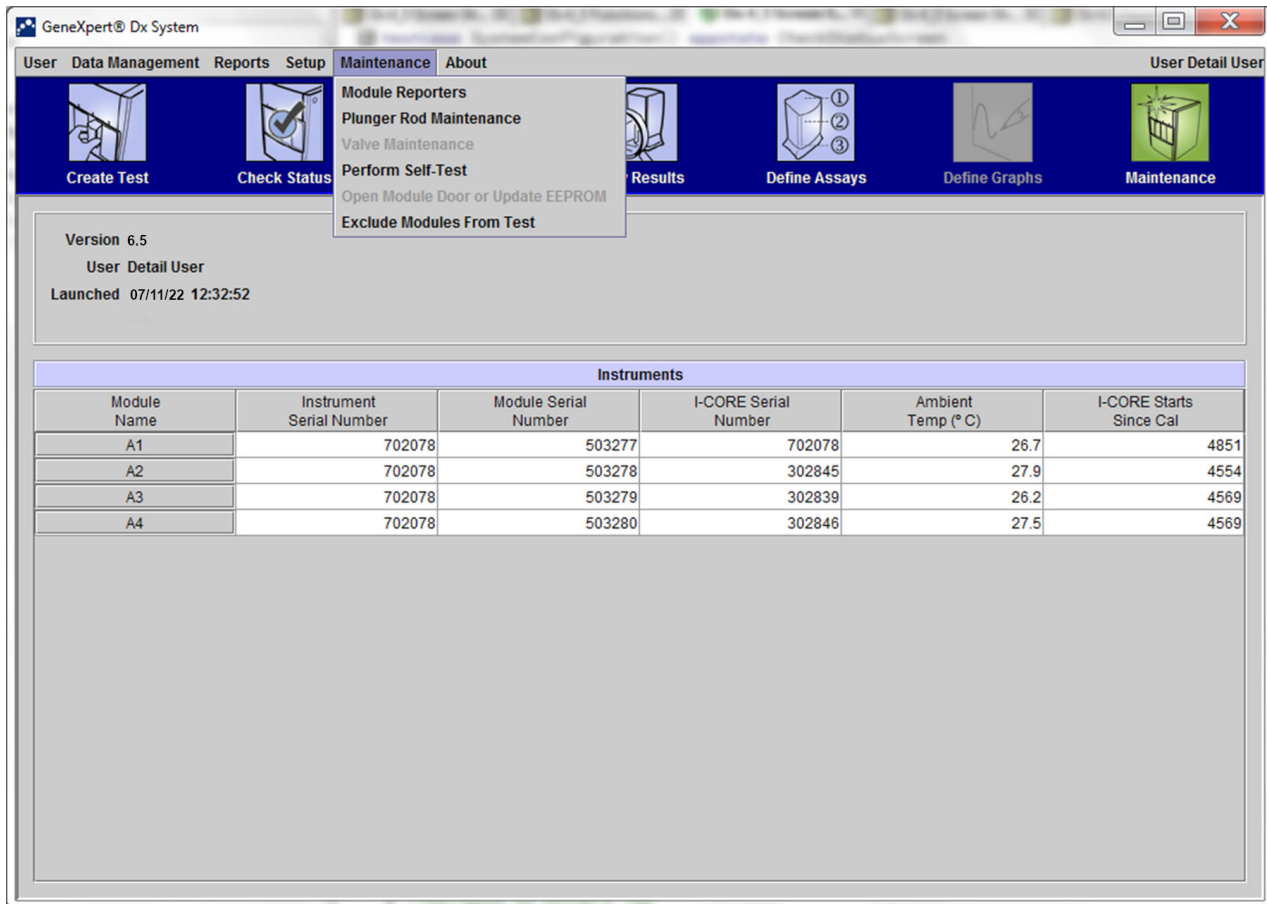 GeneXpert® Dx System
User Data Management Reports Setup Maintenance About User Detail User
Module Reporters
Plunger Rod Maintenance
Valve Maintenance
Perform Self-Test
Open Module Door or Update EEPROM
Exclude Modules From Test
Create Test Check Status Results Define Assays Define Graphs Maintenance
1
2
3
Version 6.5
User Detail User
Launched 07/11/22 12:32:52
Instruments
Module Name Instrument Serial Number Module Serial Number I-CORE Serial Number Ambient Temp (° C) I-CORE Starts Since Cal
A1 702078 503277 702078 26.7 4851
A2 702078 503278 302845 27.9 4554
A3 702078 503279 302839 26.2 4569
A4 702078 503280 302846 27.5 4569